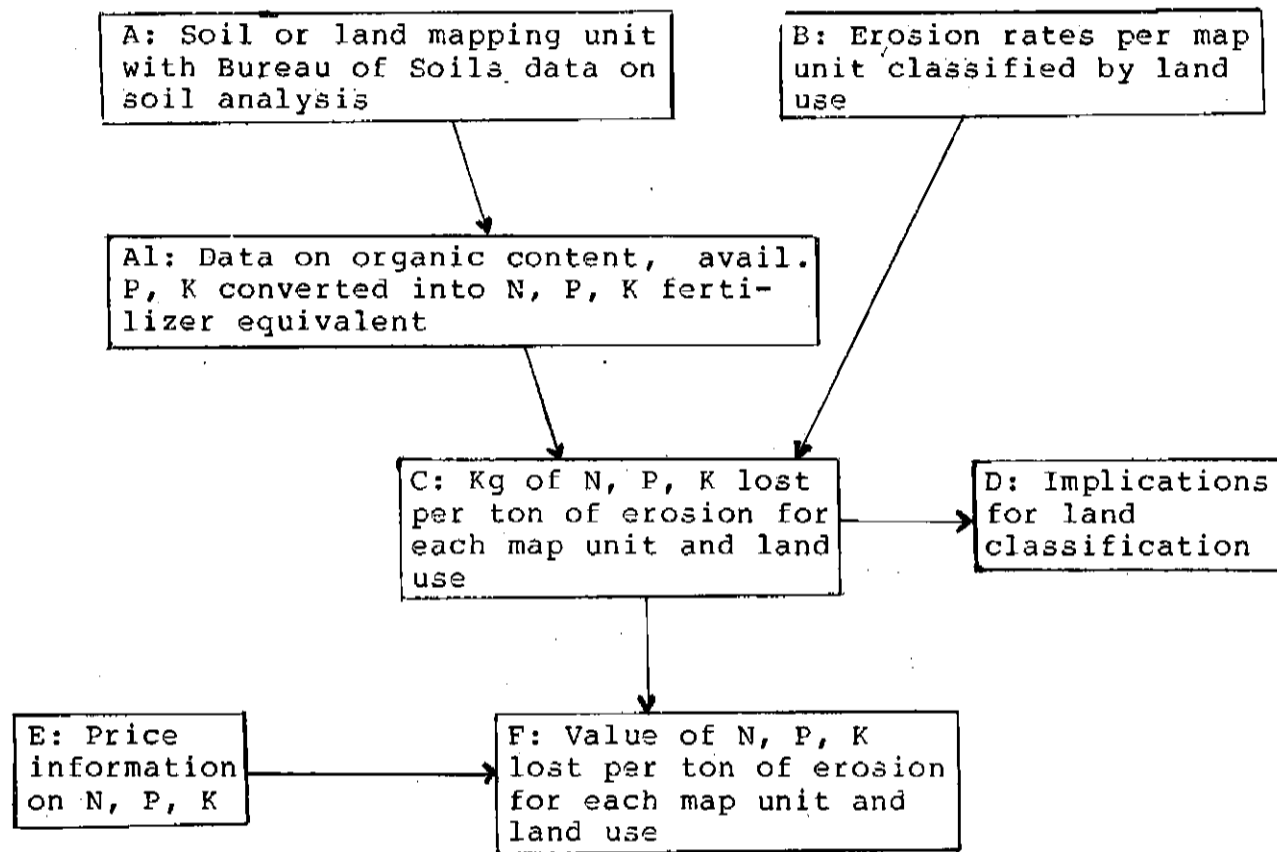 A: Soil or land mapping unit
with Bureau of Soils data on
soil analysis
B: Erosion rates per map
unit classified by land
use
Al: Data on organic content, avail.
P, K converted into N, P, K ferti-
lizer equivalent
C: Kg of N, P, K lost
per ton of erosion for
each map unit and land
use
D: Implications
for land
classification
E: Price
information
on N, P, K
F: Value of N, P, K
lost per ton of erosion
for each map unit and
land use